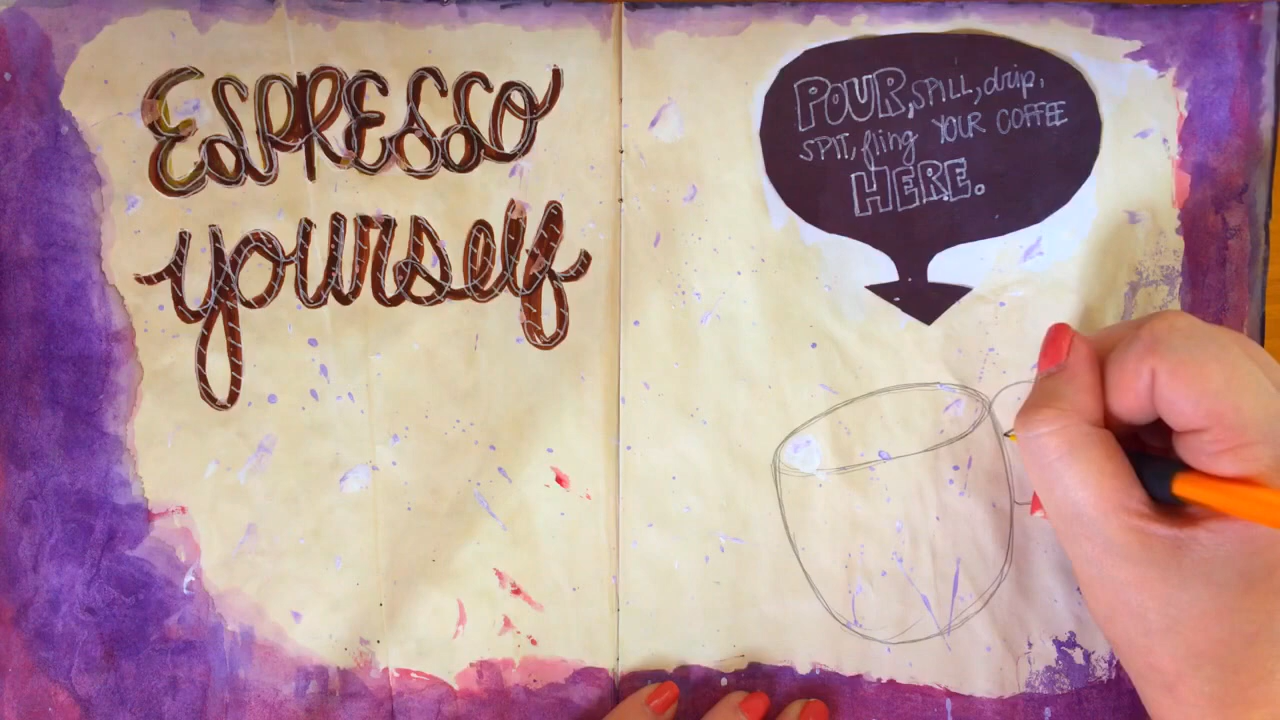 ESPRESSO
yourself
POUR, SPILL, drip,
SPIT, fling YOUR COFFEE
HERE.